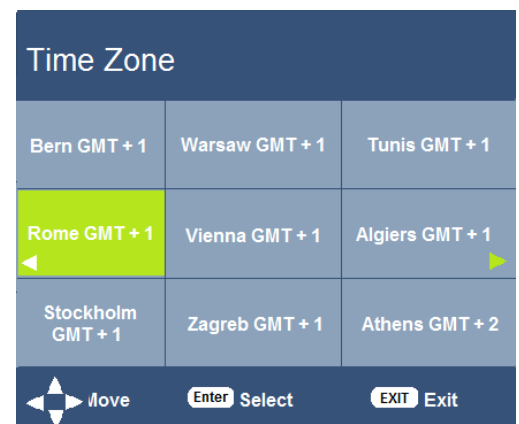 Time Zone
Bern GMT + 1 Warsaw GMT + 1 Tunis GMT + 1
Rome GMT + 1 Vienna GMT + 1 Algiers GMT + 1
Stockholm
GMT + 1 Zagreb GMT + 1 Athens GMT + 2
Move Enter Select EXIT Exit